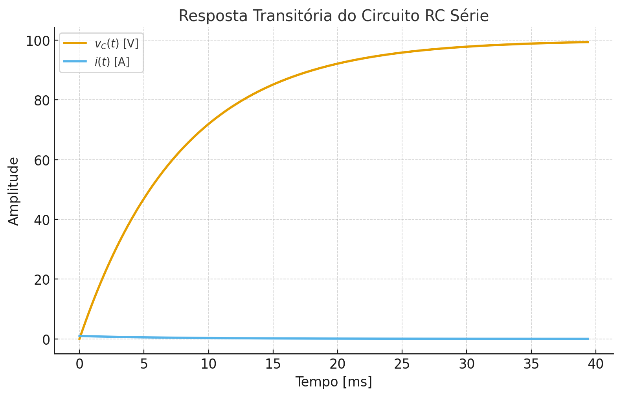 Resposta Transitória do Circuito RC Série
v_C(t) [V]
i(t) [A]
Amplitude
100
80
60
40
20
0
0 5 10 15 20 25 30 35 40
Tempo [ms]